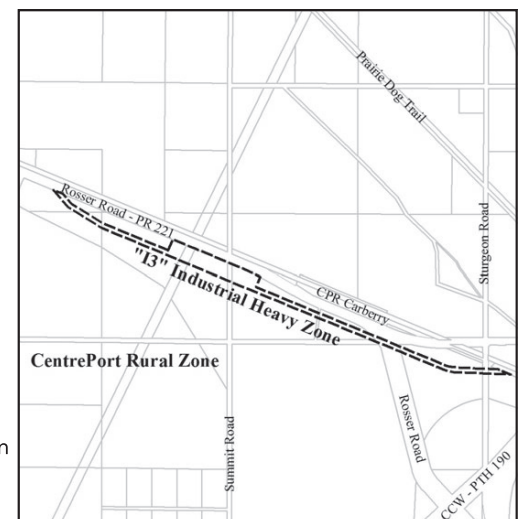 Prairie Dog Trail
Sturgeon Road
Rosser Road - PR 221
"I3" Industrial Heavy Zone
CPR Carberry
CentrePort Rural Zone
Rosser Road
Summit Road
CCW - PTH 190